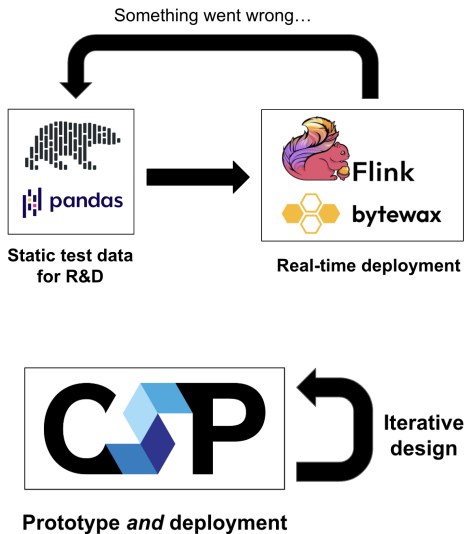 Something went wrong...
pandas
Flink
bytewax
Static test data
for R&D
Real-time deployment
CSP
Iterative
design
Prototype and deployment